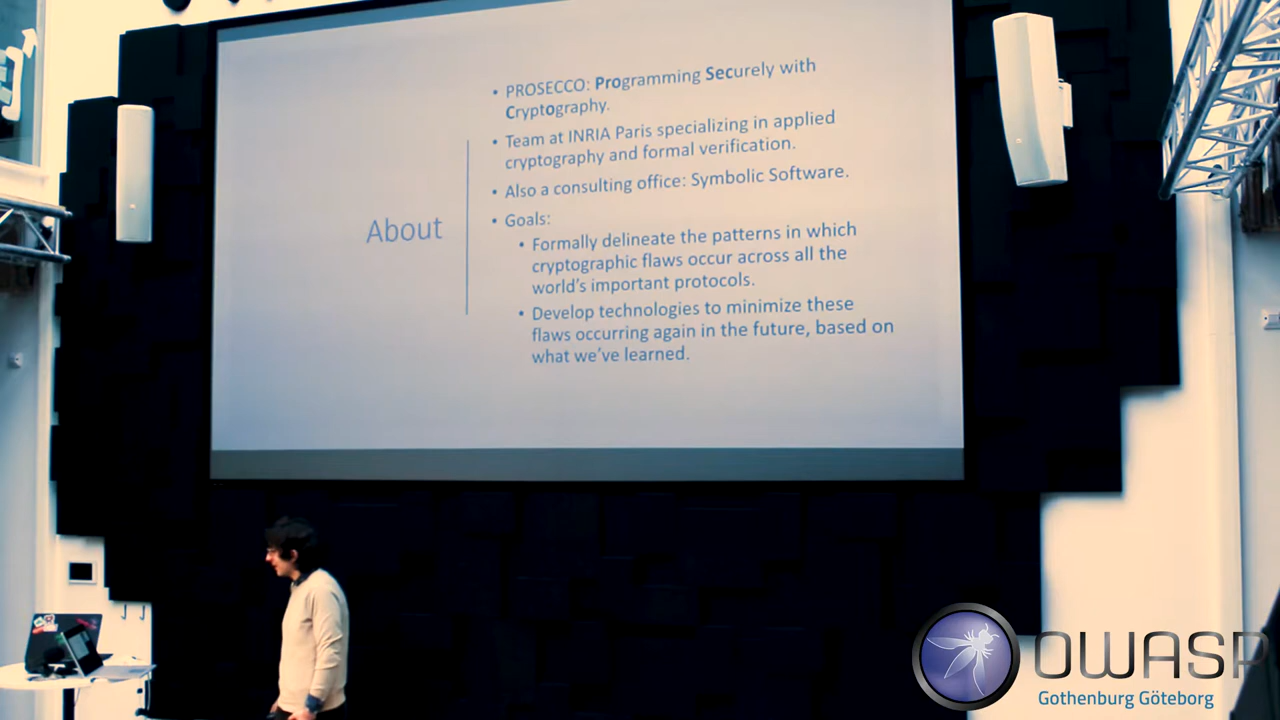 About
• PROSECCO: Programming Securely with
Cryptography.
• Team at INRIA Paris specializing in applied
cryptography and formal verification.
• Also a consulting office: Symbolic Software.
• Goals:
• Formally delineate the patterns in which
cryptographic flaws occur across all the
world's important protocols.
• Develop technologies to minimize these
flaws occurring again in the future, based on
what we've learned.
OWASP
Gothenburg Göteborg